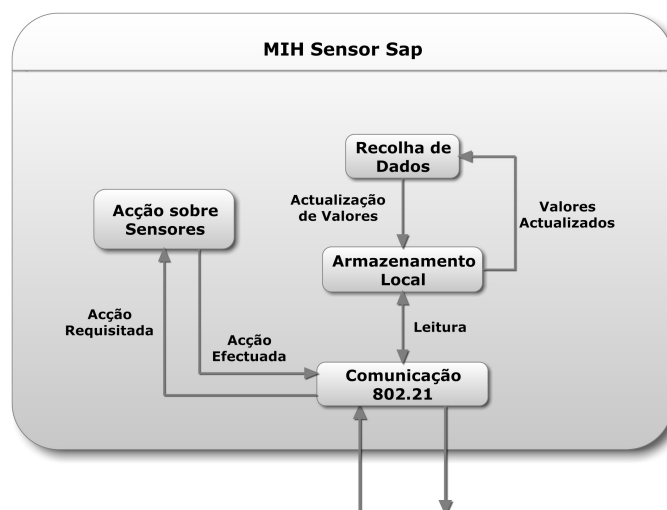 MIH Sensor Sap
Recolha de
Dados
Actualização
de Valores
Valores
Actualizados
Acção sobre
Sensores
Armazenamento
Local
Acção
Requisitada
Leitura
Acção
Efectuada
Comunicação
802.21